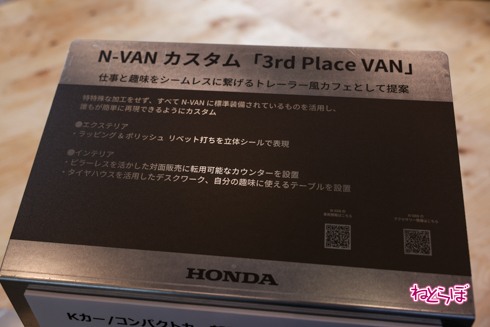 N-VAN カスタム「3rd Place VAN」
仕事と趣味をシームレスに繋げるトレーラー風カフェとして提案
特殊な加工をせず、すべて N-VAN に標準装備されているものを活用し、
誰もが簡単に再現できるようにカスタム
●エクステリア
・ラッピング＆ポリッシュ リベット打ちを立体シールで表現
●インテリア
・ピラーレスを活かした対面販売に転用可能なカウンターを設置
・タイヤハウスを活用したデスクワーク、自分の趣味に使えるテーブルを設置
HONDA
Kカー/コンパクトカー
ねとらぼ